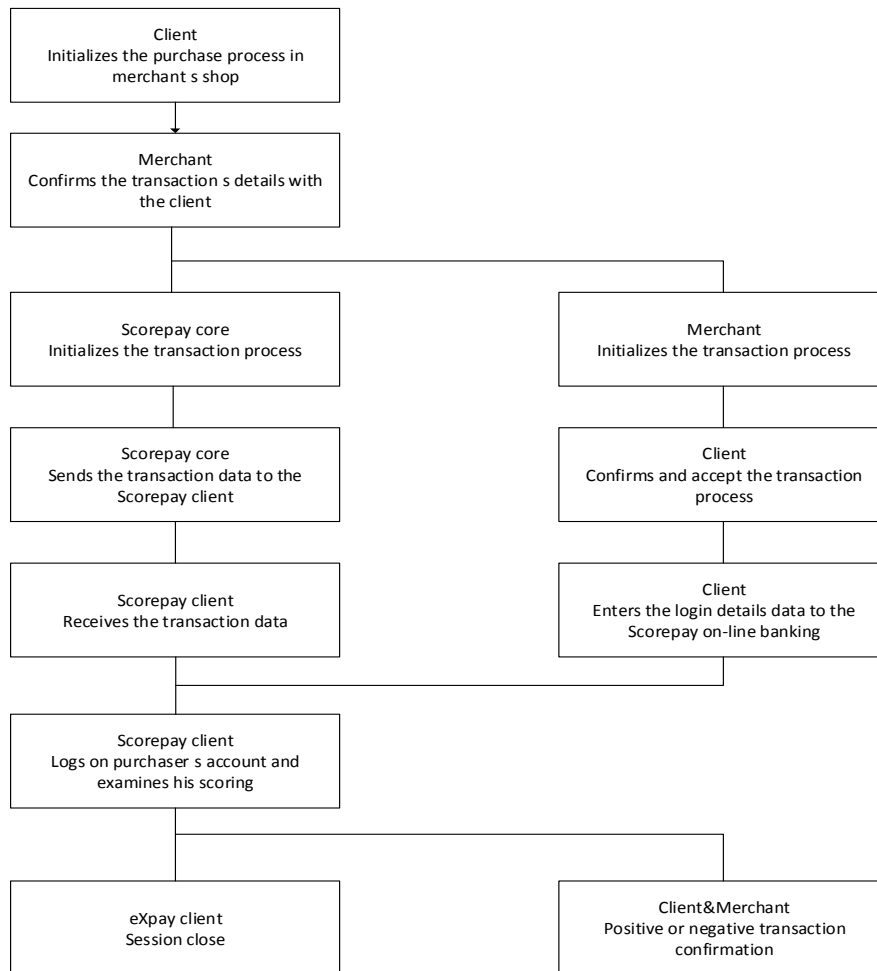 Client
Initializes the purchase process in
merchant s shop
Merchant
Confirms the transaction s details with
the client
Scorepay core
Initializes the transaction process
Merchant
Initializes the transaction process
Scorepay core
Sends the transaction data to the
Scorepay client
Client
Confirms and accept the transaction
process
Scorepay client
Receives the transaction data
Client
Enters the login details data to the
Scorepay on-line banking
Scorepay client
Logs on purchaser s account and
examines his scoring
eXpay client
Session close
Client&Merchant
Positive or negative transaction
confirmation